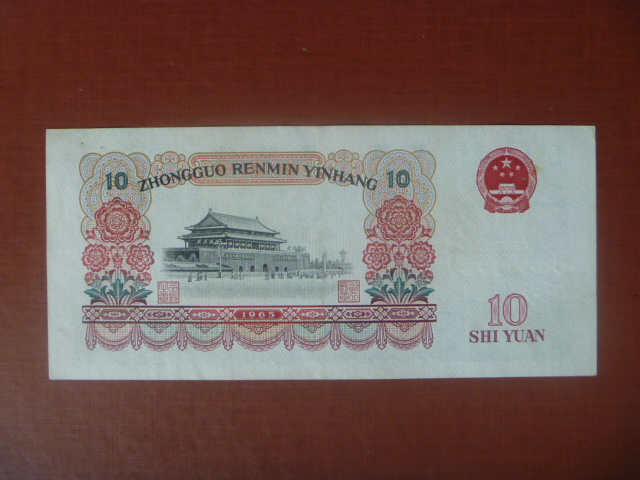 10 ZHONGGUO RENMIN YINHANG 10
1965
10
SHI YUAN